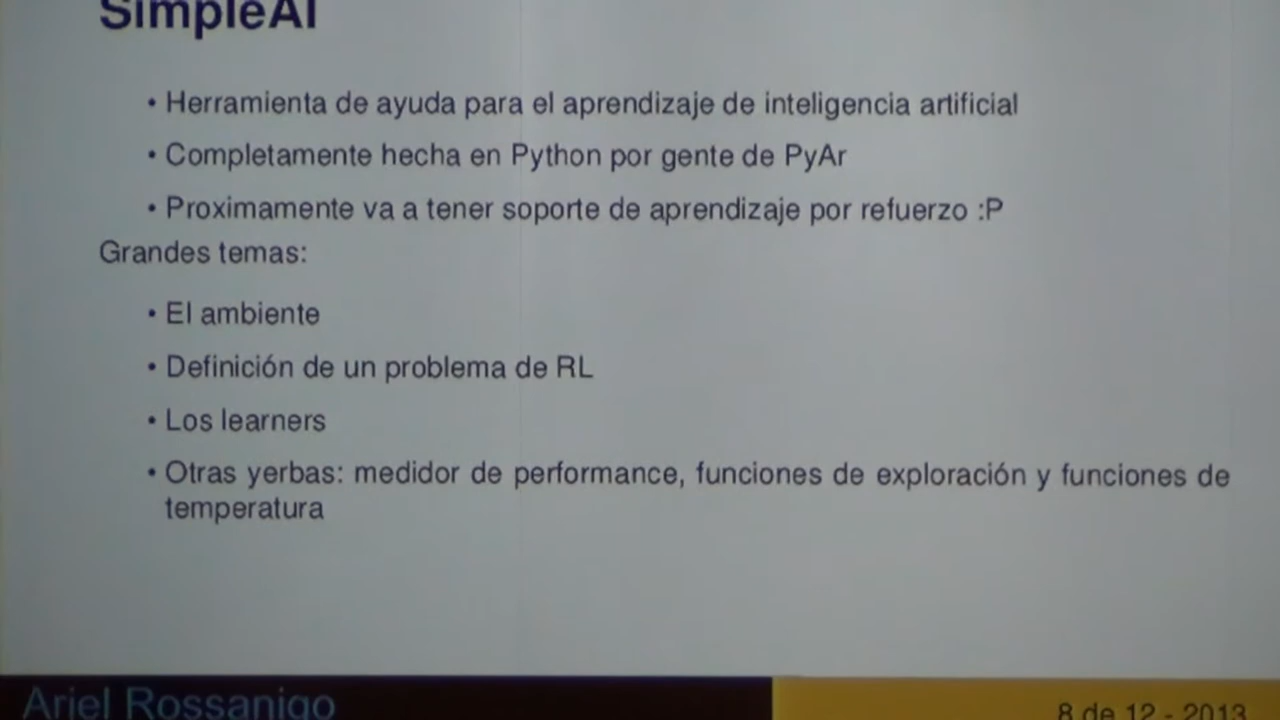 SimpleAI
• Herramienta de ayuda para el aprendizaje de inteligencia artificial
• Completamente hecha en Python por gente de PyAr
• Proximamente va a tener soporte de aprendizaje por refuerzo :P
Grandes temas:
• El ambiente
• Definición de un problema de RL
• Los learners
• Otras yerbas: medidor de performance, funciones de exploración y funciones de
temperatura
Ariel Rossanigo
8 de 12 - 2013